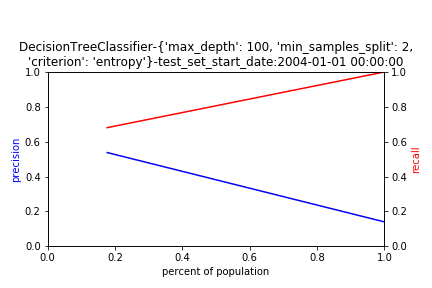 DecisionTreeClassifier-{'max_depth': 100, 'min_samples_split': 2,
'criterion': 'entropy'}-test_set_start_date:2004-01-01 00:00:00
1.0
0.8
0.6
0.4
0.2
0.0
precision
1.0
0.8
0.6
0.4
0.2
0.0
recall
0.0 0.2 0.4 0.6 0.8 1.0
percent of population